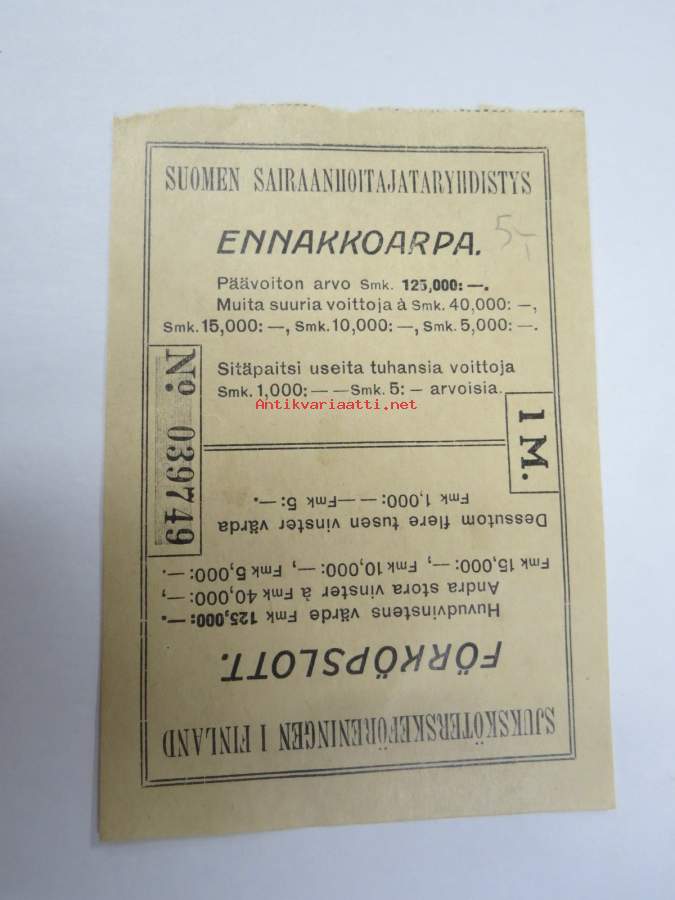 SUOMEN SAIRAANHOITAJATARYHDISTYS
ENNAKKOARPA.
5-
Päävoiton arvo Smk. 125,000: —.
Muita suuria voittoja à Smk. 40,000: —,
Smk. 15,000: —, Smk. 10,000: —, Smk. 5,000: —.
Sitäpaitsi useita tuhansia voittoja
Smk. 1,000: — —Smk. 5: — arvoisia.
Antikvariaatti.net
No. 039749
1 M.
SJUKSKÖTERSKEFÖRENINGEN I FINLAND
FÖRKÖPSLOTT.
Huvudvinstens värde Fmk 125,000: —.
Andra stora vinster à Fmk 40,000: —,
Fmk 15,000: —, Fmk 10,000: —, Fmk 5,000: —.
Dessutom flere tusen vinster värda
Fmk 1,000: — —Fmk 5: —.